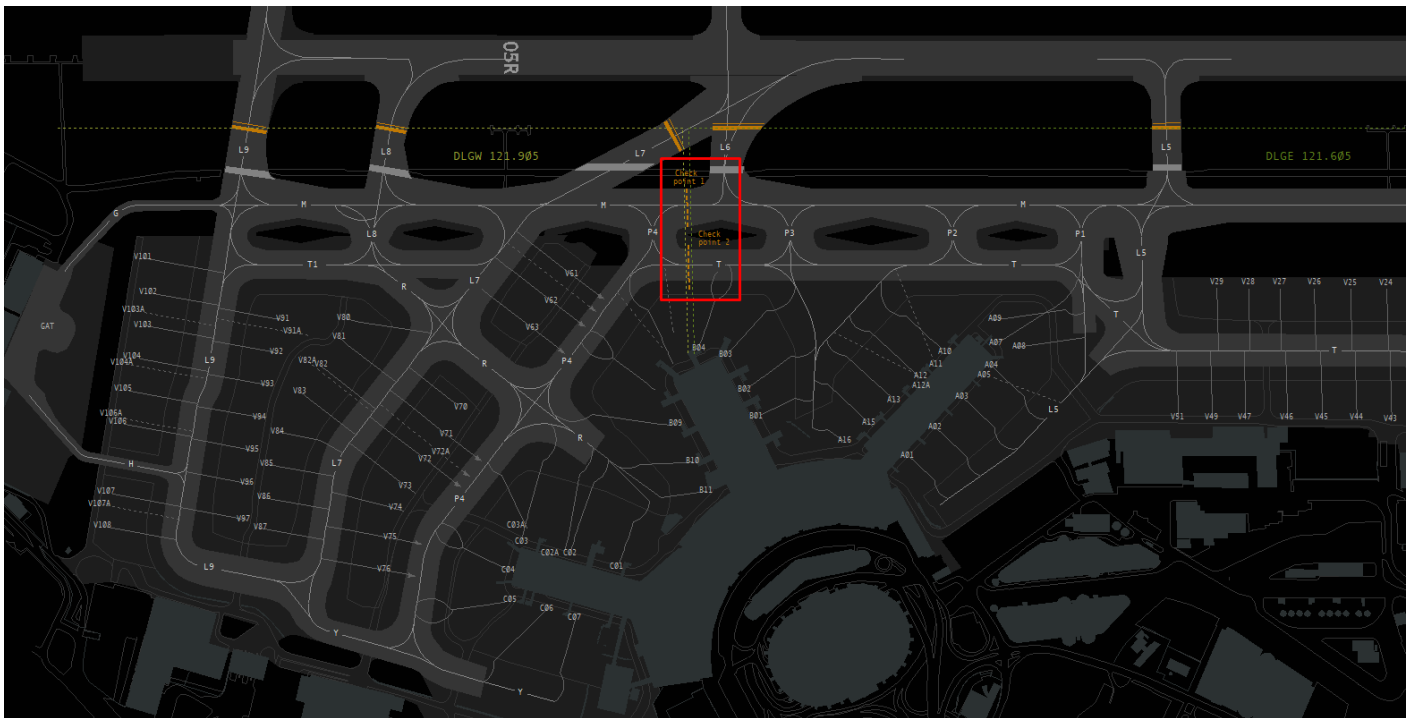 05R
L9
L8
DLGW 121.905
L7
L6
L5
DLGE 121.605
Check
point 1
G
M
M
M
L8
P4
Check
point 2
P3
P2
P1
L5
V101
T1
L7
V61
T
T
V102
R
V62
V29
V28
V27
V26
V25
V24
V103A
V103
V91
V91A
V80
V81
V63
A09
T
GAT
V104
V104A
V92
L9
V82A
V82
R
P4
B04
B03
A10
A07
A08
T
V105
V93
V83
B02
A12
A12A
A11
A04
A05
V106A
V106
V94
V84
V70
B09
B01
A13
A03
L5
V51
V49
V47
V46
V45
V44
V43
V95
V71
R
A15
A16
A02
H
V85
L7
V72
V72A
B10
A01
V107
V107A
V96
V86
V73
P4
B11
V108
V97
V87
V74
C03A
C03
V75
C02A
C02
L9
V76
C04
C01
C05
C06
C07
Y
Y